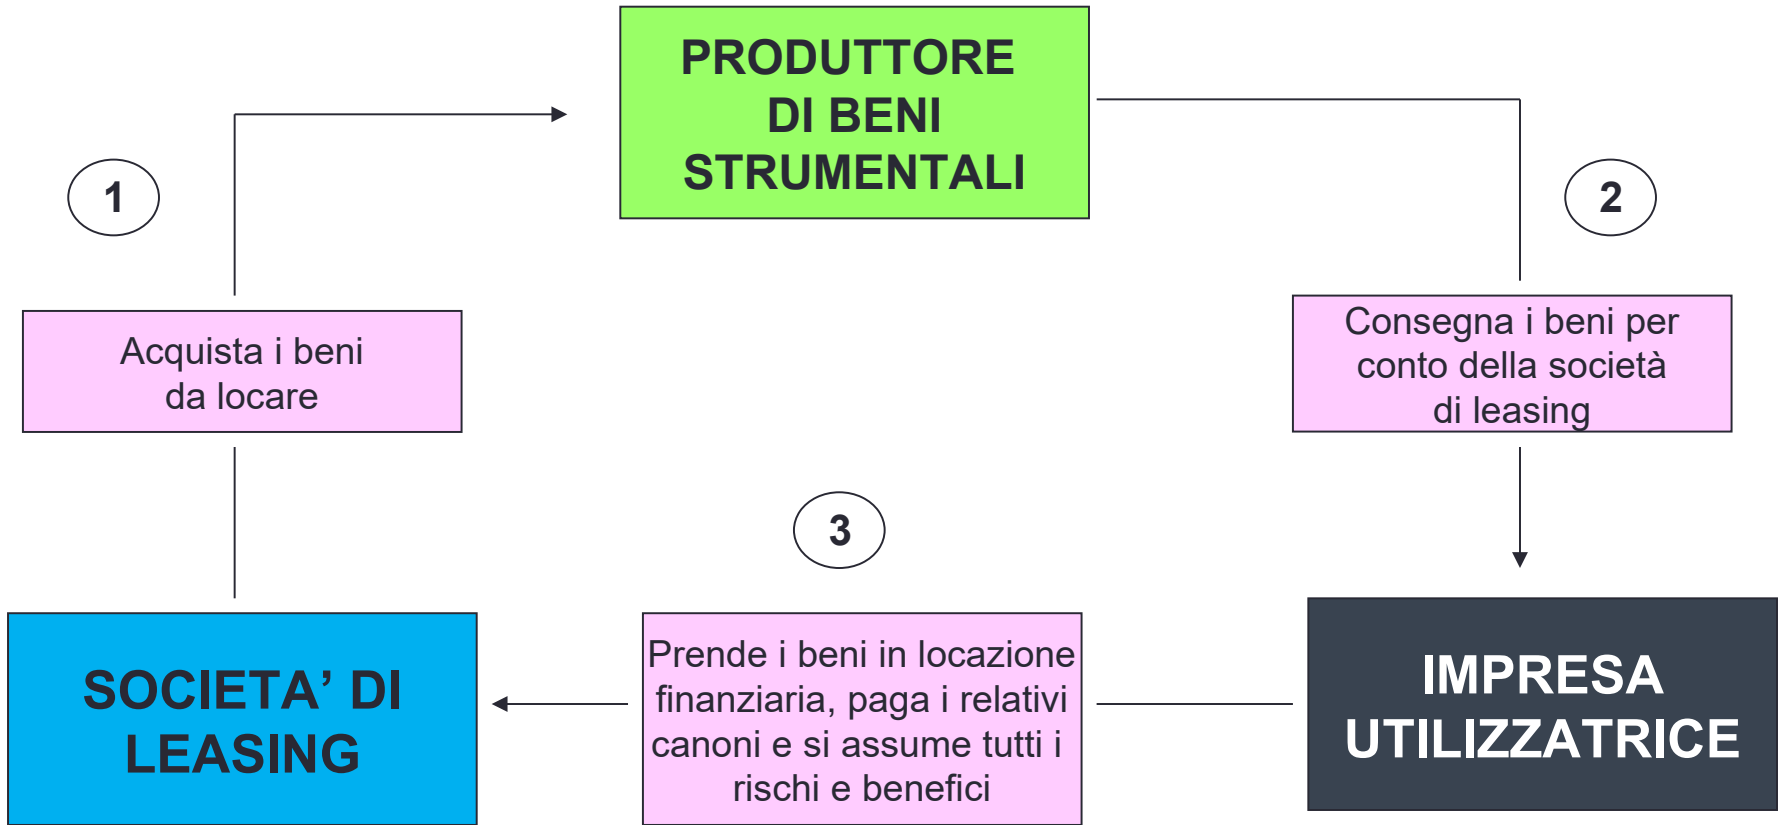 PRODUTTORE
DI BENI
STRUMENTALI
1
2
Acquista i beni
da locare
Consegna i beni per
conto della società
di leasing
3
SOCIETA’ DI
LEASING
Prende i beni in locazione
finanziaria, paga i relativi
canoni e si assume tutti i
rischi e benefici
IMPRESA
UTILIZZATRICE